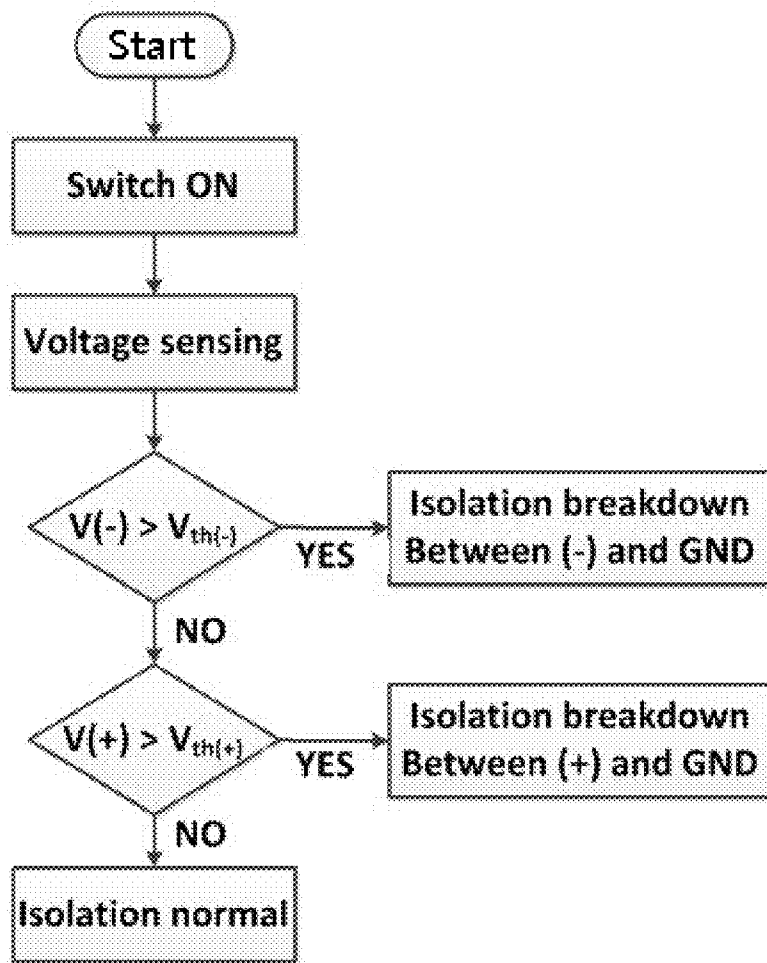 Start
Switch ON
Voltage sensing
V(-) > Vth(-)
YES
Isolation breakdown
Between (-) and GND
NO
V(+) > Vth(+)
YES
Isolation breakdown
Between (+) and GND
NO
Isolation normal